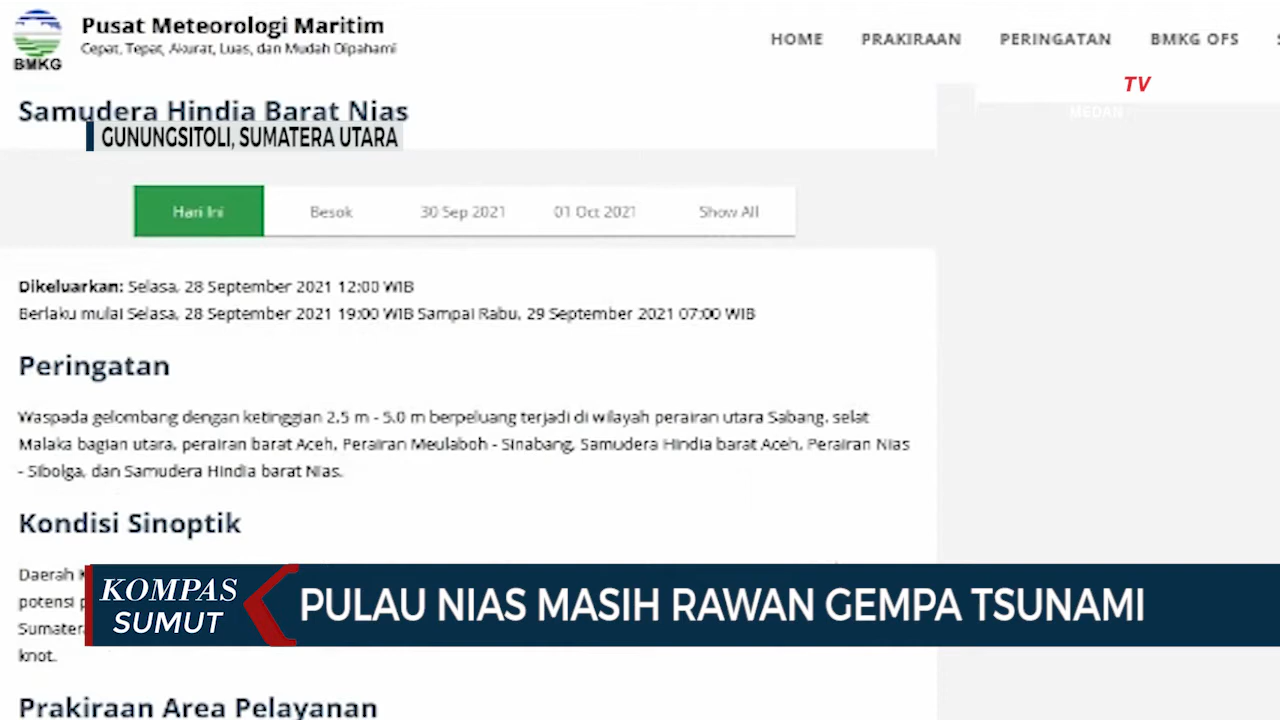 Pusat Meteorologi Maritim
Cepat, Tepat, Akurat, Luas, dan Mudah Dipahami
BMKG
HOME PRAKIRAAN PERINGATAN BMKG OFS
TV
MEDAN
Samudera Hindia Barat Nias
GUNUNGSITOLI, SUMATERA UTARA
Hari Ini Besok 30 Sep 2021 01 Oct 2021 Show All
Dikeluarkan: Selasa, 28 September 2021 12:00 WIB
Berlaku mulai Selasa, 28 September 2021 19:00 WIB Sampai Rabu, 29 September 2021 07:00 WIB
Peringatan
Waspada gelombang dengan ketinggian 2.5 m - 5.0 m berpeluang terjadi di wilayah perairan utara Sabang, selat
Malaka bagian utara, perairan barat Aceh, Perairan Meulaboh - Sinabang, Samudera Hindia barat Aceh, Perairan Nias
- Sibolga, dan Samudera Hindia barat Nias.
Kondisi Sinoptik
Daerah
potensi
Sumatera
knot.
KOMPAS
SUMUT
PULAU NIAS MASIH RAWAN GEMPA TSUNAMI
Prakiraan Area Pelayanan